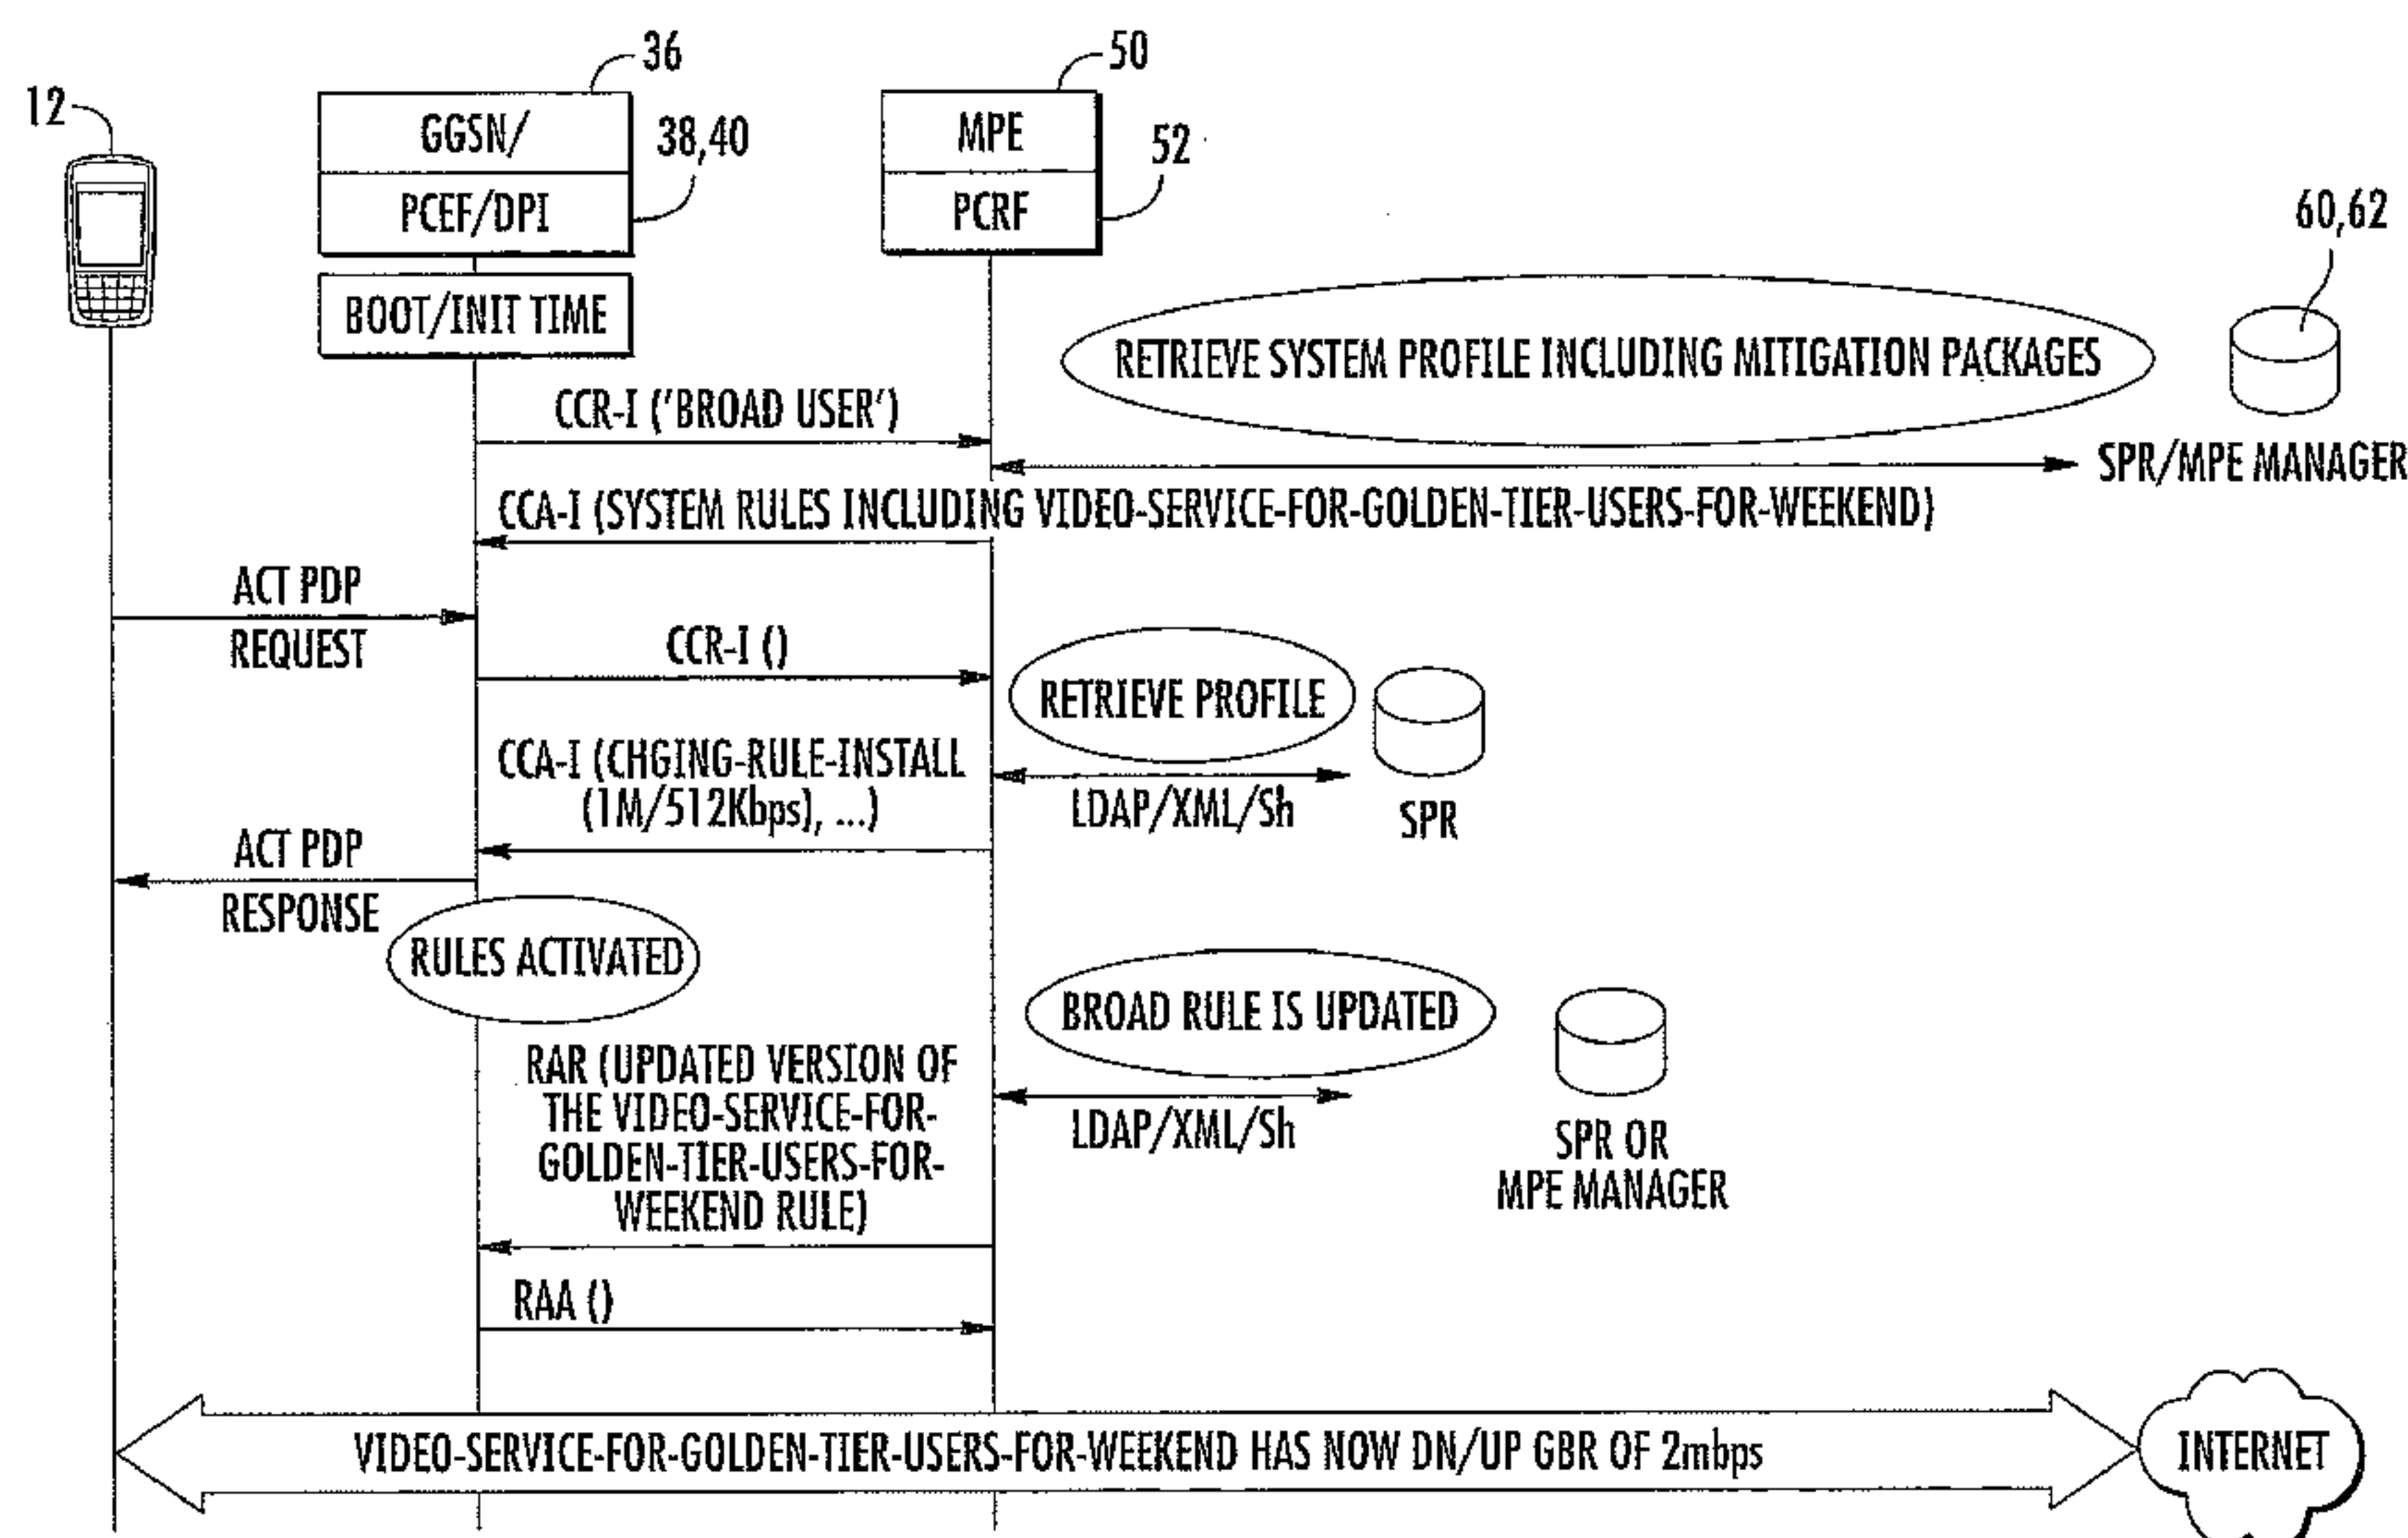 36
50
12
GGSN/
38,40
MPE
52
PCEF/DPI
PCRF
60,62
BOOT/INIT TIME
RETRIEVE SYSTEM PROFILE INCLUDING MITIGATION PACKAGES
CCR-I ('BROAD USER')
SPR/MPE MANAGER
CCA-I (SYSTEM RULES INCLUDING VIDEO-SERVICE-FOR-GOLDEN-TIER-USERS-FOR-WEEKEND)
ACT PDP
REQUEST
CCR-I ()
RETRIEVE PROFILE
CCA-I (CHGING-RULE-INSTALL
(1M/512Kbps), ...)
LDAP/XML/Sh
SPR
ACT PDP
RESPONSE
RULES ACTIVATED
BROAD RULE IS UPDATED
RAR (UPDATED VERSION OF
THE VIDEO-SERVICE-FOR-
GOLDEN-TIER-USERS-FOR-
WEEKEND RULE)
LDAP/XML/Sh
SPR OR
MPE MANAGER
RAA ()
VIDEO-SERVICE-FOR-GOLDEN-TIER-USERS-FOR-WEEKEND HAS NOW DN/UP GBR OF 2mbps
INTERNET